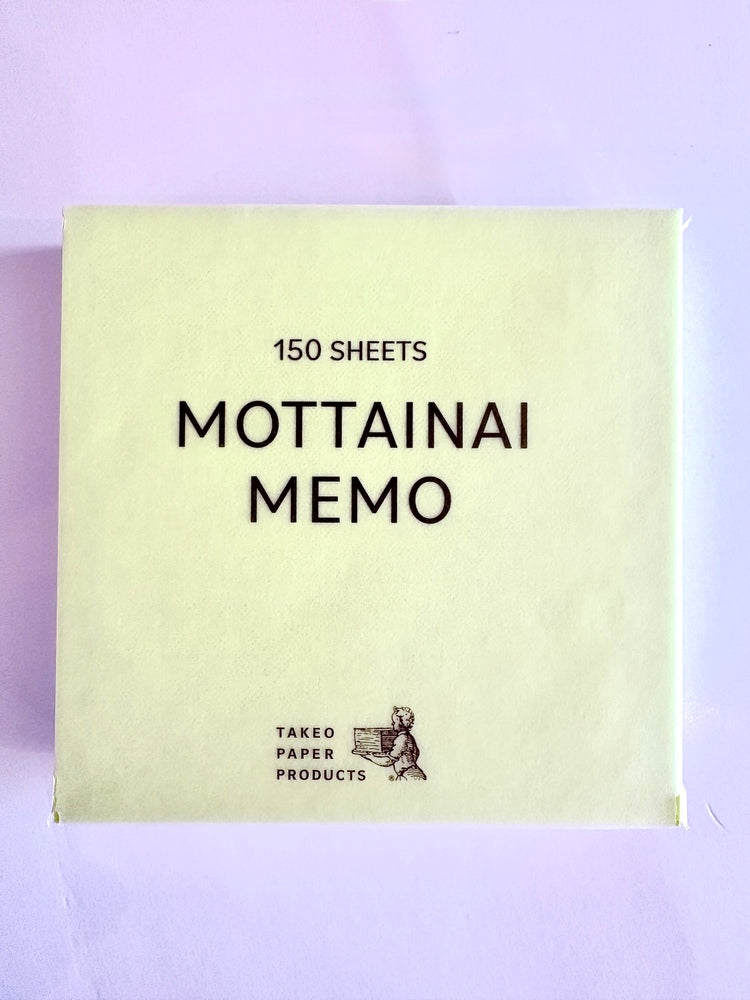 150 SHEETS
MOTTAINAI
MEMO
TAKEO
PAPER
PRODUCTS
®